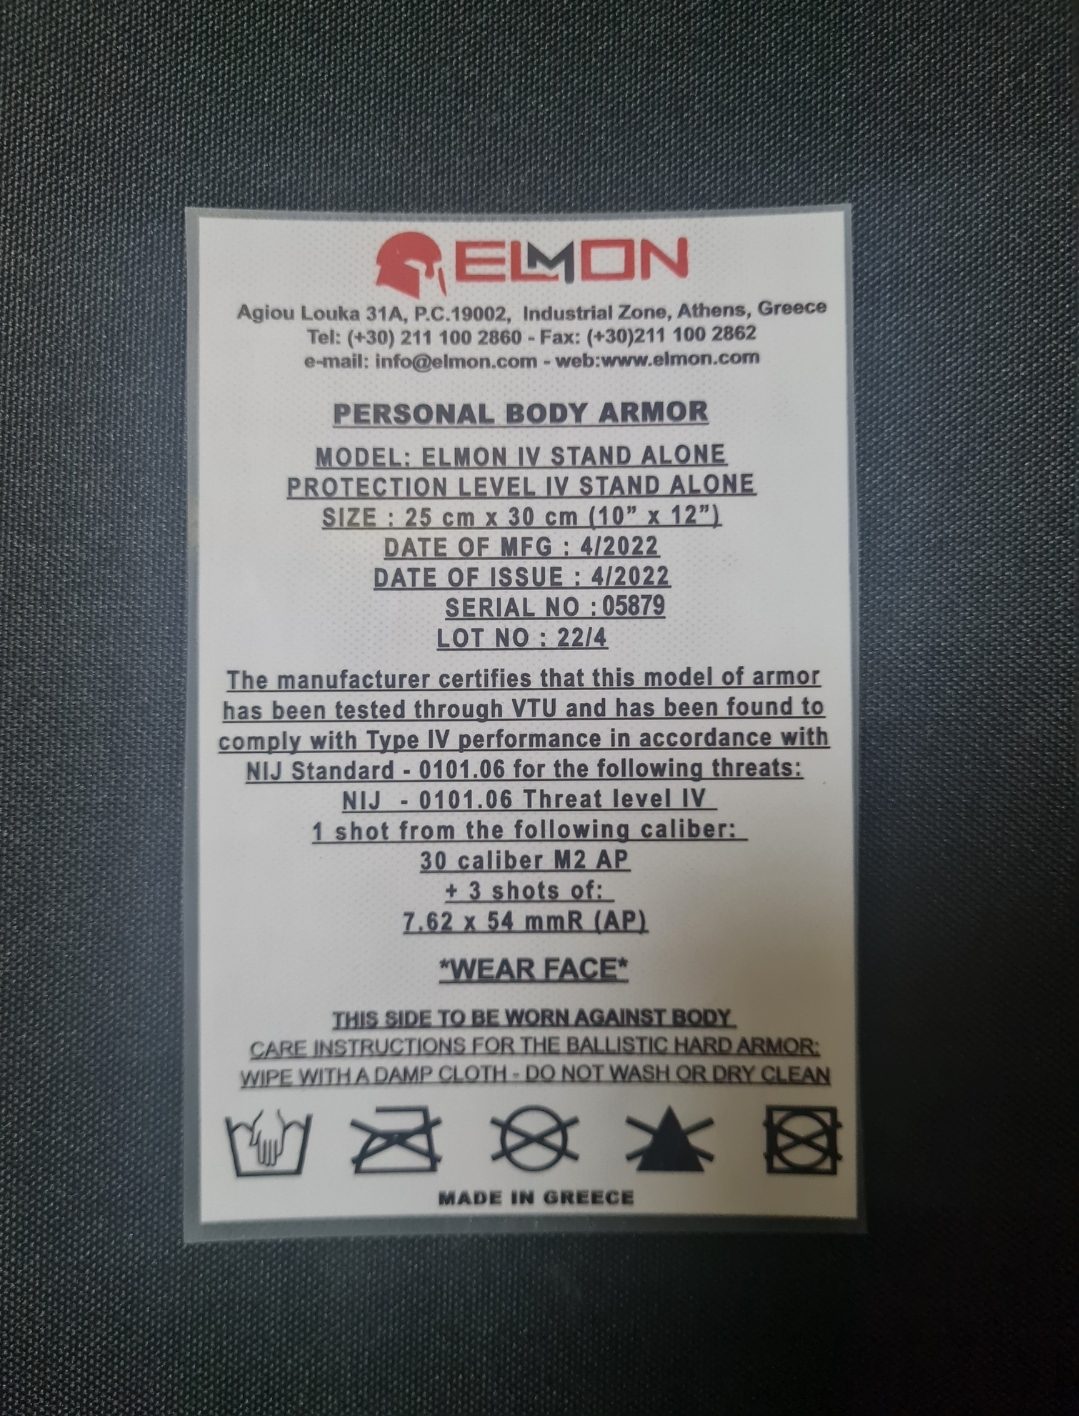 ELMON
Agiou Louka 31A, P.C.19002, Industrial Zone, Athens, Greece
Tel: (+30) 211 100 2860 - Fax: (+30)211 100 2862
e-mail: info@elmon.com - web:www.elmon.com
PERSONAL BODY ARMOR
MODEL: ELMON IV STAND ALONE
PROTECTION LEVEL IV STAND ALONE
SIZE : 25 cm x 30 cm (10” x 12”)
DATE OF MFG : 4/2022
DATE OF ISSUE : 4/2022
SERIAL NO : 05879
LOT NO : 22/4
The manufacturer certifies that this model of armor
has been tested through VTU and has been found to
comply with Type IV performance in accordance with
NIJ Standard - 0101.06 for the following threats:
NIJ - 0101.06 Threat level IV
1 shot from the following caliber:
30 caliber M2 AP
+ 3 shots of:
7.62 x 54 mmR (AP)
*WEAR FACE*
THIS SIDE TO BE WORN AGAINST BODY
CARE INSTRUCTIONS FOR THE BALLISTIC HARD ARMOR:
WIPE WITH A DAMP CLOTH - DO NOT WASH OR DRY CLEAN
MADE IN GREECE